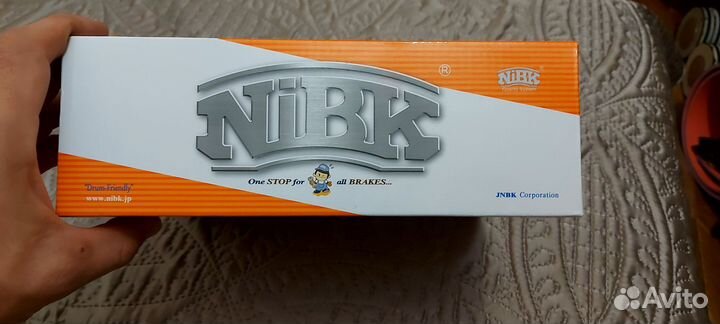 NiBK ®
NiBK
One STOP for all BRAKES...
"Drum-Friendly"
www.nibk.jp
JNBK Corporation
Avito